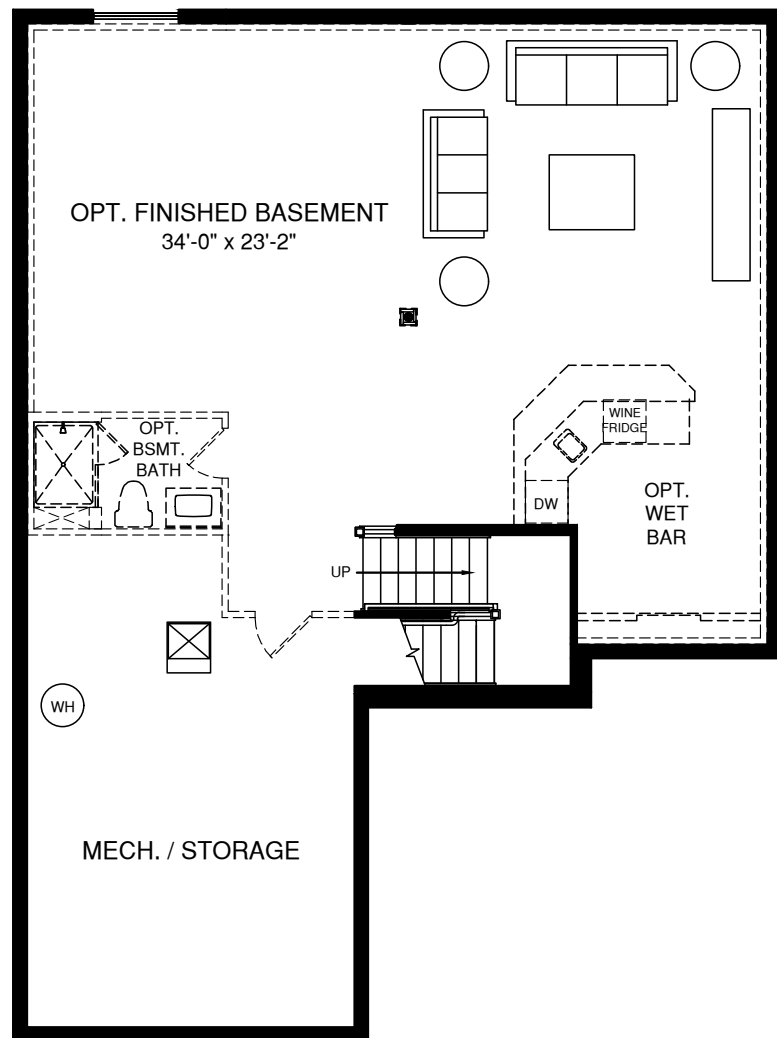 OPT. FINISHED BASEMENT
34'-0" x 23'-2"
OPT.
BSMT.
BATH
WINE
FRIDGE
DW
OPT.
WET
BAR
UP
WH
MECH. / STORAGE